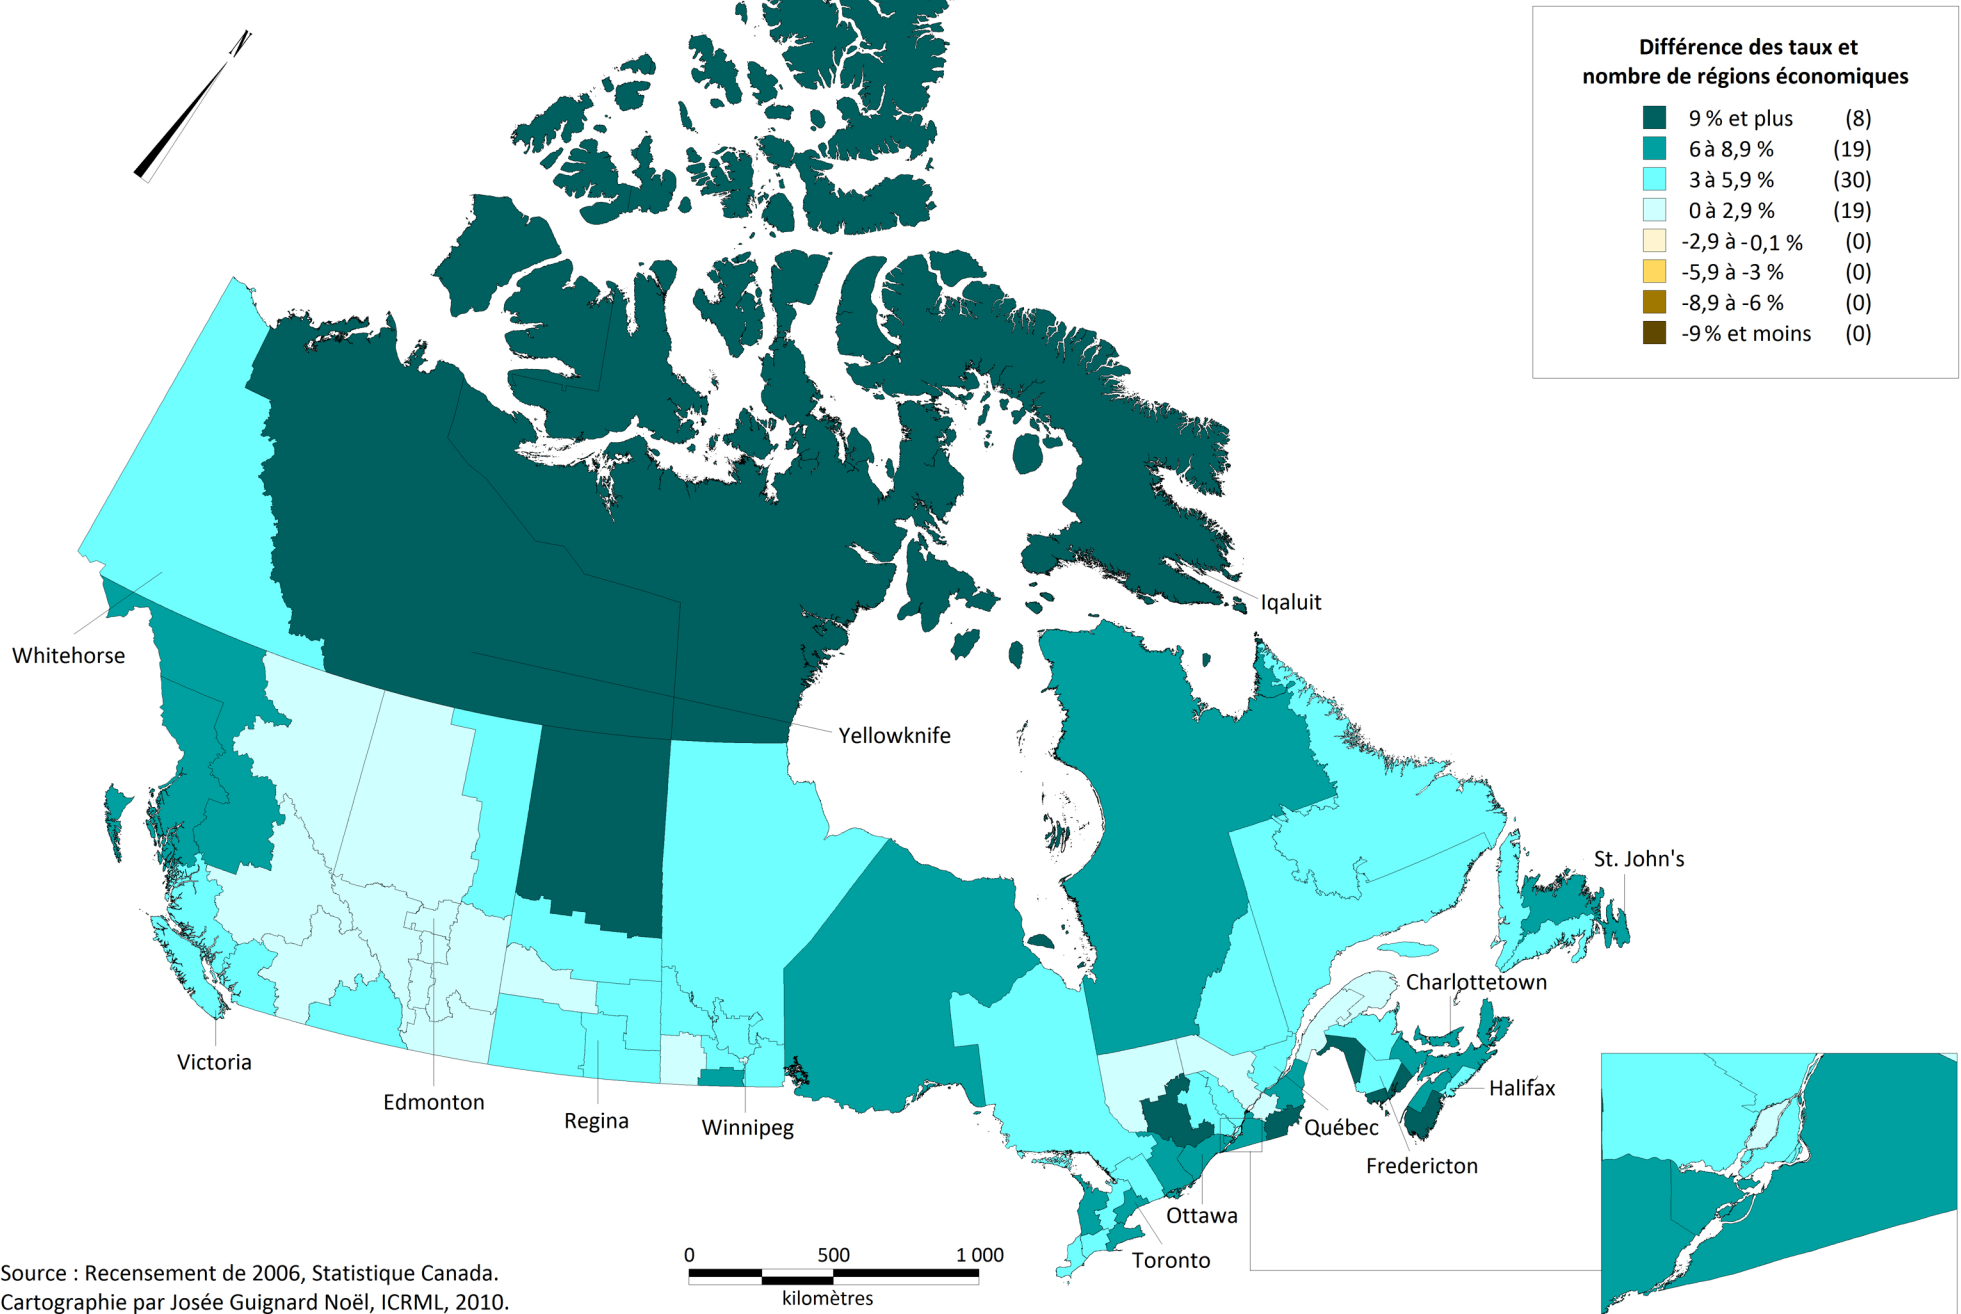 Différence des taux et
nombre de régions économiques
9 % et plus (8)
6 à 8,9 % (19)
3 à 5,9 % (30)
0 à 2,9 % (19)
-2,9 à -0,1 % (0)
-5,9 à -3 % (0)
-8,9 à -6 % (0)
-9 % et moins (0)
Iqaluit
Whitehorse
Yellowknife
St. John's
Charlottetown
Victoria
Edmonton
Regina
Winnipeg
Halifax
Québec
Fredericton
Ottawa
Toronto
0 500 1 000
kilomètres
Source : Recensement de 2006, Statistique Canada.
Cartographie par Josée Guignard Noël, ICRML, 2010.